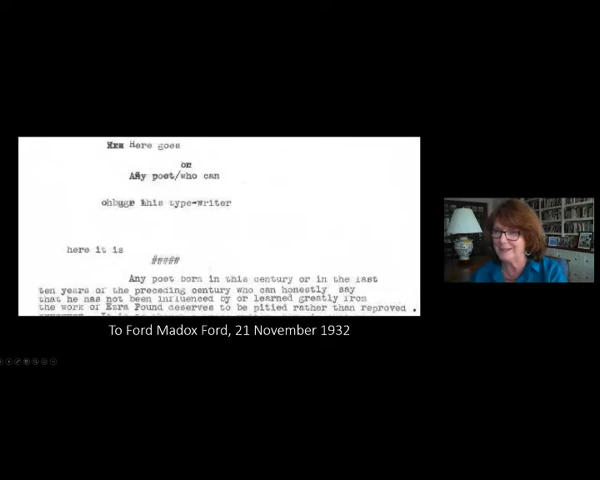 Here goes
Any poet/who can
this type-writer
here it is
#####
Any poet born in this century or in the last
ten years of the preceding century who can honestly say
that he has not been influenced by or learned greatly from
the work of Ezra Pound deserves to be pitied rather than reproved .
To Ford Madox Ford, 21 November 1932